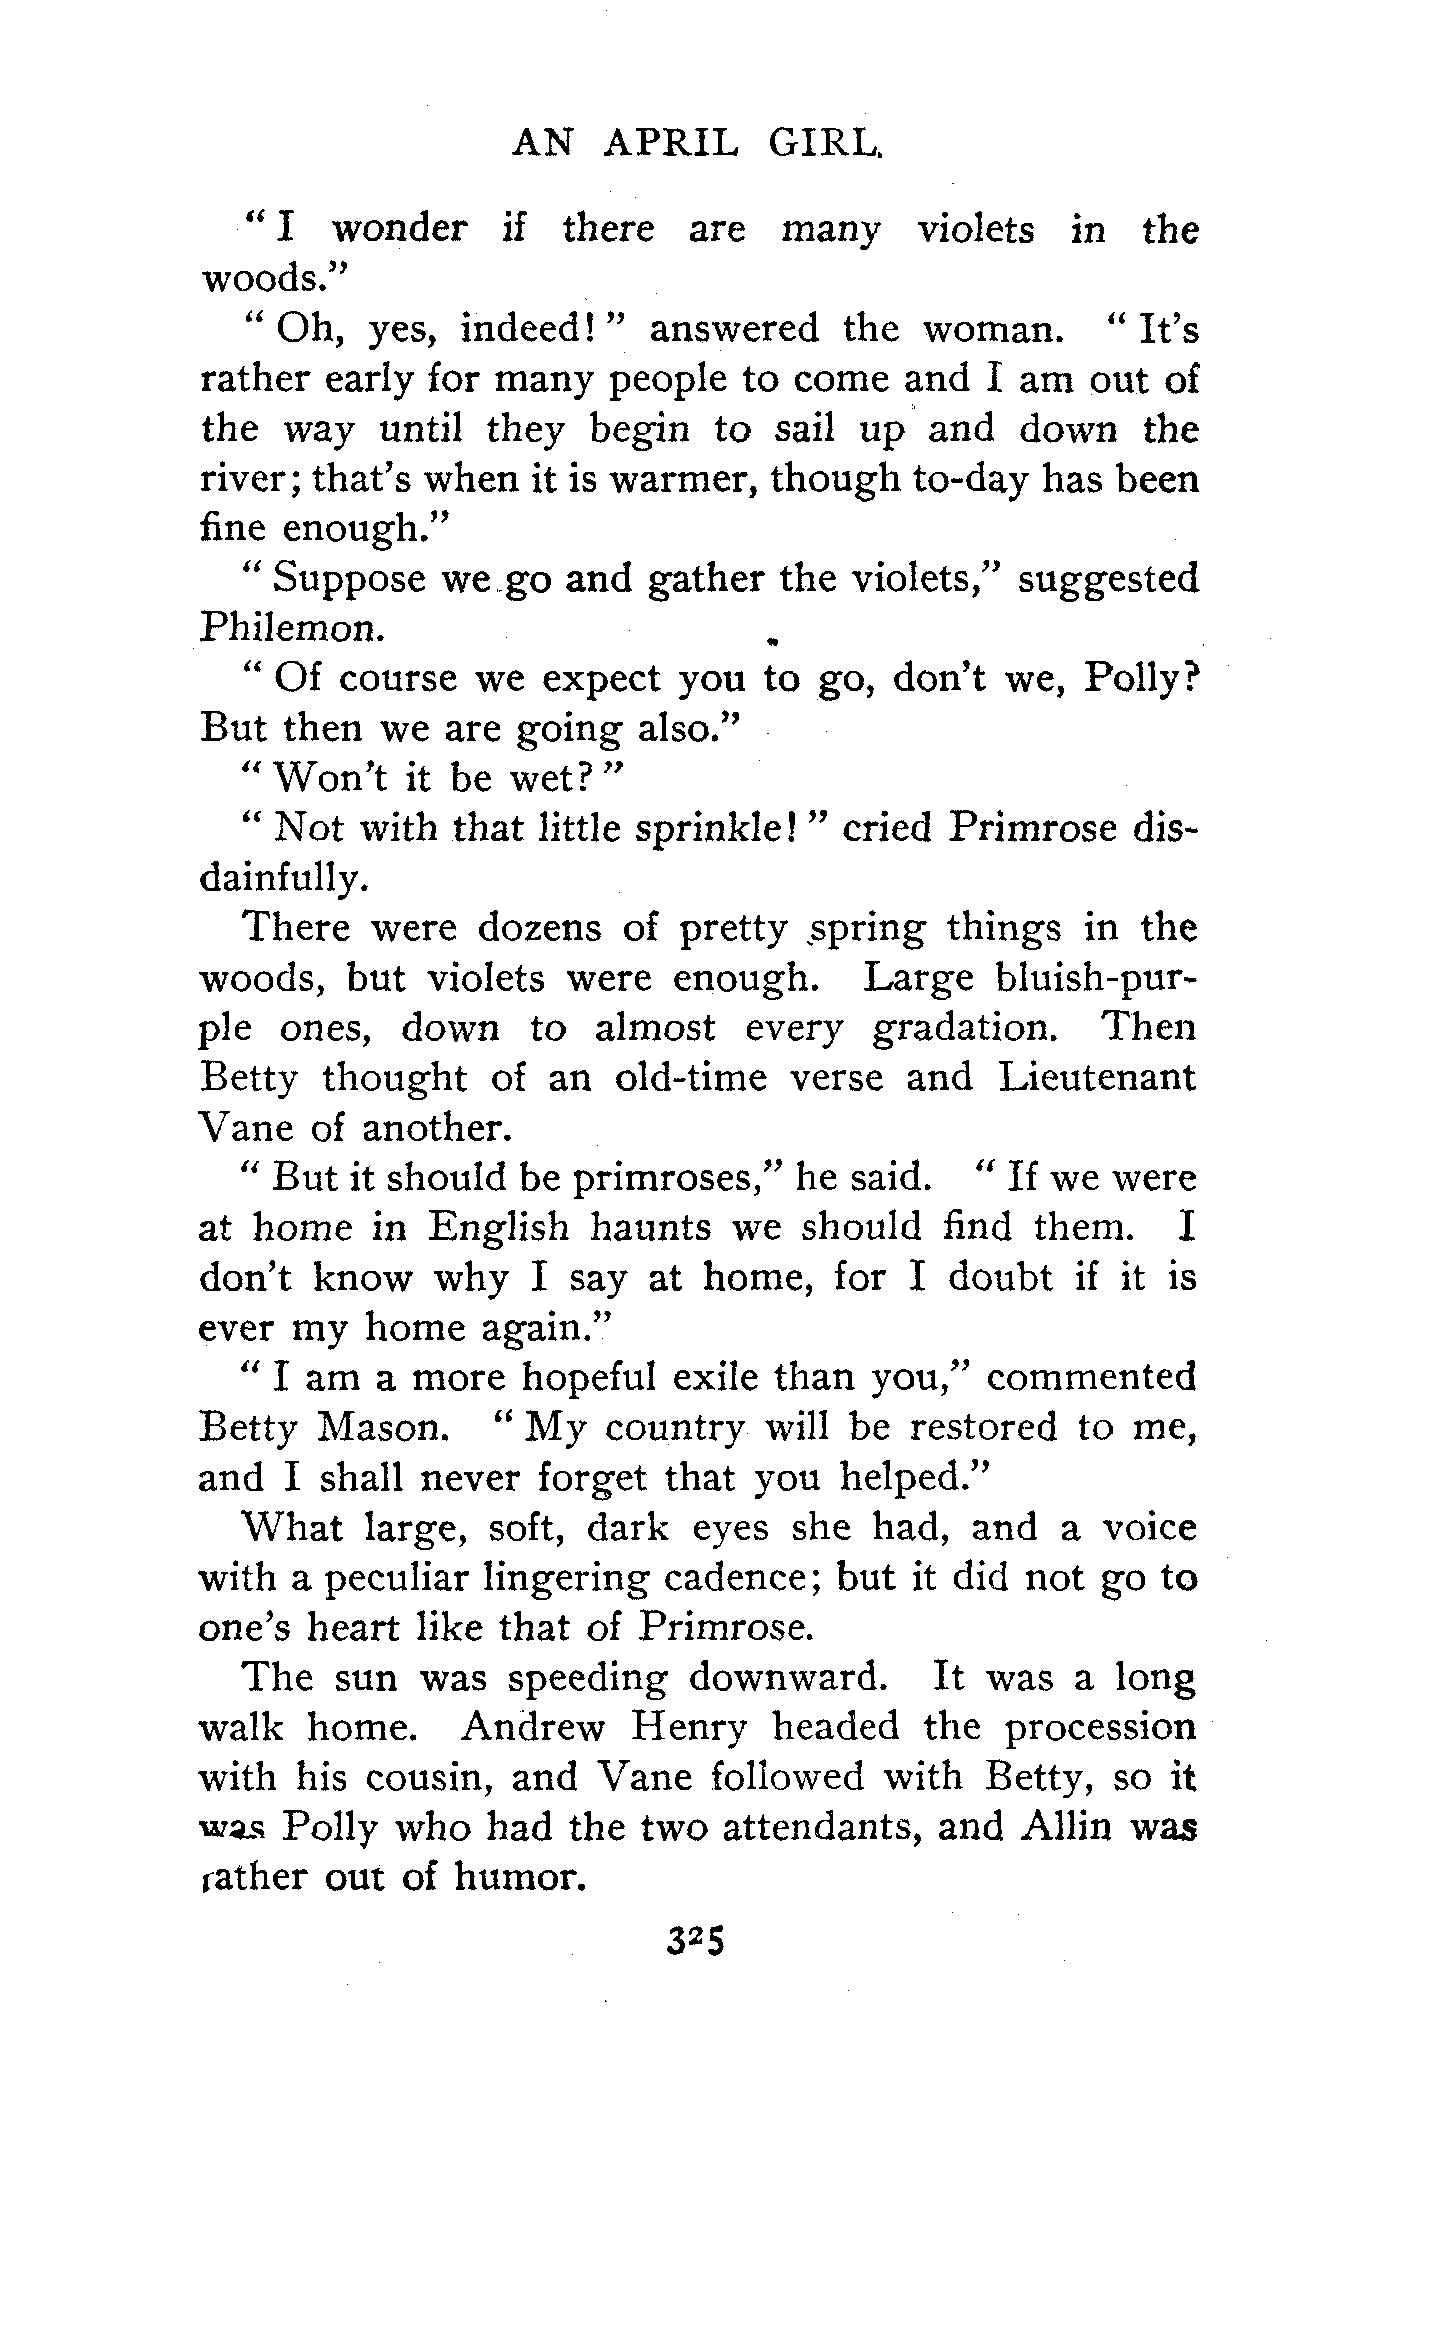 AN APRIL GIRL.
" I wonder if there are many violets in the
woods."
" Oh, yes, indeed! " answered the woman. " It's
rather early for many people to come and I am out of
the way until they begin to sail up and down the
river; that's when it is warmer, though to-day has been
fine enough."
" Suppose we go and gather the violets," suggested
Philemon.
" Of course we expect you to go, don't we, Polly?
But then we are going also."
" Won't it be wet? "
" Not with that little sprinkle! " cried Primrose dis-
dainfully.
There were dozens of pretty spring things in the
woods, but violets were enough. Large bluish-pur-
ple ones, down to almost every gradation. Then
Betty thought of an old-time verse and Lieutenant
Vane of another.
" But it should be primroses," he said. " If we were
at home in English haunts we should find them. I
don't know why I say at home, for I doubt if it is
ever my home again."
" I am a more hopeful exile than you," commented
Betty Mason. " My country will be restored to me,
and I shall never forget that you helped."
What large, soft, dark eyes she had, and a voice
with a peculiar lingering cadence; but it did not go to
one's heart like that of Primrose.
The sun was speeding downward. It was a long
walk home. Andrew Henry headed the procession
with his cousin, and Vane followed with Betty, so it
was Polly who had the two attendants, and Allin was
rather out of humor.
325